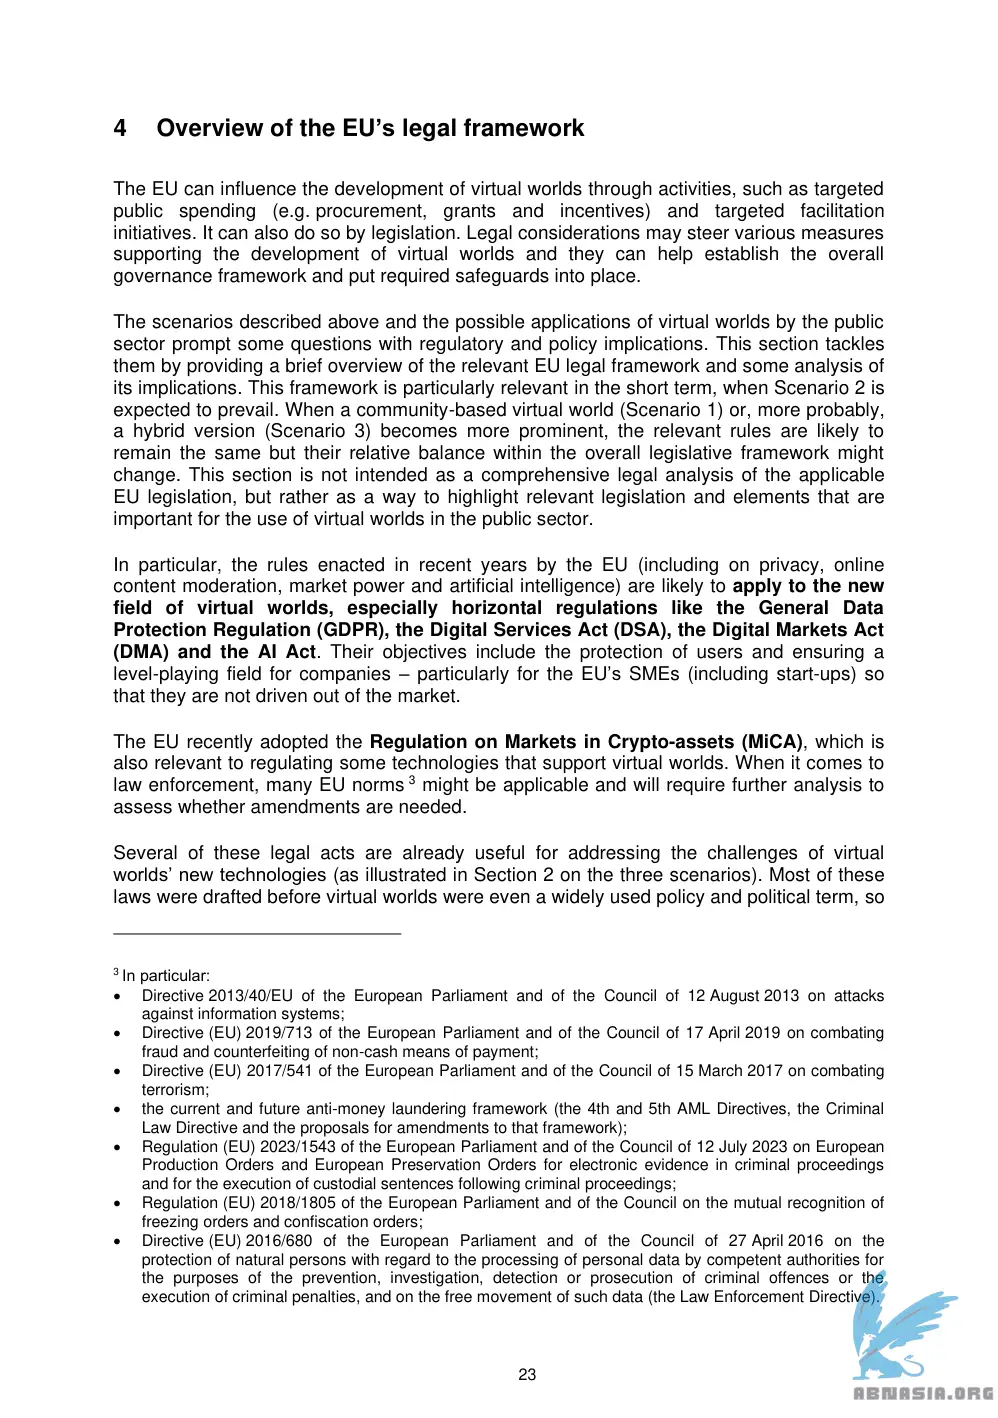 4 Overview of the EU’s legal framework
The EU can influence the development of virtual worlds through activities, such as targeted
public spending (e.g. procurement, grants and incentives) and targeted facilitation
initiatives. It can also do so by legislation. Legal considerations may steer various measures
supporting the development of virtual worlds and they can help establish the overall
governance framework and put required safeguards into place.
The scenarios described above and the possible applications of virtual worlds by the public
sector prompt some questions with regulatory and policy implications. This section tackles
them by providing a brief overview of the relevant EU legal framework and some analysis of
its implications. This framework is particularly relevant in the short term, when Scenario 2 is
expected to prevail. When a community-based virtual world (Scenario 1) or, more probably,
a hybrid version (Scenario 3) becomes more prominent, the relevant rules are likely to
remain the same but their relative balance within the overall legislative framework might
change. This section is not intended as a comprehensive legal analysis of the applicable
EU legislation, but rather as a way to highlight relevant legislation and elements that are
important for the use of virtual worlds in the public sector.
In particular, the rules enacted in recent years by the EU (including on privacy, online
content moderation, market power and artificial intelligence) are likely to apply to the new
field of virtual worlds, especially horizontal regulations like the General Data
Protection Regulation (GDPR), the Digital Services Act (DSA), the Digital Markets Act
(DMA) and the AI Act. Their objectives include the protection of users and ensuring a
level-playing field for companies – particularly for the EU’s SMEs (including start-ups) so
that they are not driven out of the market.
The EU recently adopted the Regulation on Markets in Crypto-assets (MiCA), which is
also relevant to regulating some technologies that support virtual worlds. When it comes to
law enforcement, many EU norms 3 might be applicable and will require further analysis to
assess whether amendments are needed.
Several of these legal acts are already useful for addressing the challenges of virtual
worlds’ new technologies (as illustrated in Section 2 on the three scenarios). Most of these
laws were drafted before virtual worlds were even a widely used policy and political term, so
3 In particular:
• Directive 2013/40/EU of the European Parliament and of the Council of 12 August 2013 on attacks
against information systems;
• Directive (EU) 2019/713 of the European Parliament and of the Council of 17 April 2019 on combating
fraud and counterfeiting of non-cash means of payment;
• Directive (EU) 2017/541 of the European Parliament and of the Council of 15 March 2017 on combating
terrorism;
• the current and future anti-money laundering framework (the 4th and 5th AML Directives, the Criminal
Law Directive and the proposals for amendments to that framework);
• Regulation (EU) 2023/1543 of the European Parliament and of the Council of 12 July 2023 on European
Production Orders and European Preservation Orders for electronic evidence in criminal proceedings
and for the execution of custodial sentences following criminal proceedings;
• Regulation (EU) 2018/1805 of the European Parliament and of the Council on the mutual recognition of
freezing orders and confiscation orders;
• Directive (EU) 2016/680 of the European Parliament and of the Council of 27 April 2016 on the
protection of natural persons with regard to the processing of personal data by competent authorities for
the purposes of the prevention, investigation, detection or prosecution of criminal offences or the
execution of criminal penalties, and on the free movement of such data (the Law Enforcement Directive).
23
ABNASIA.ORG